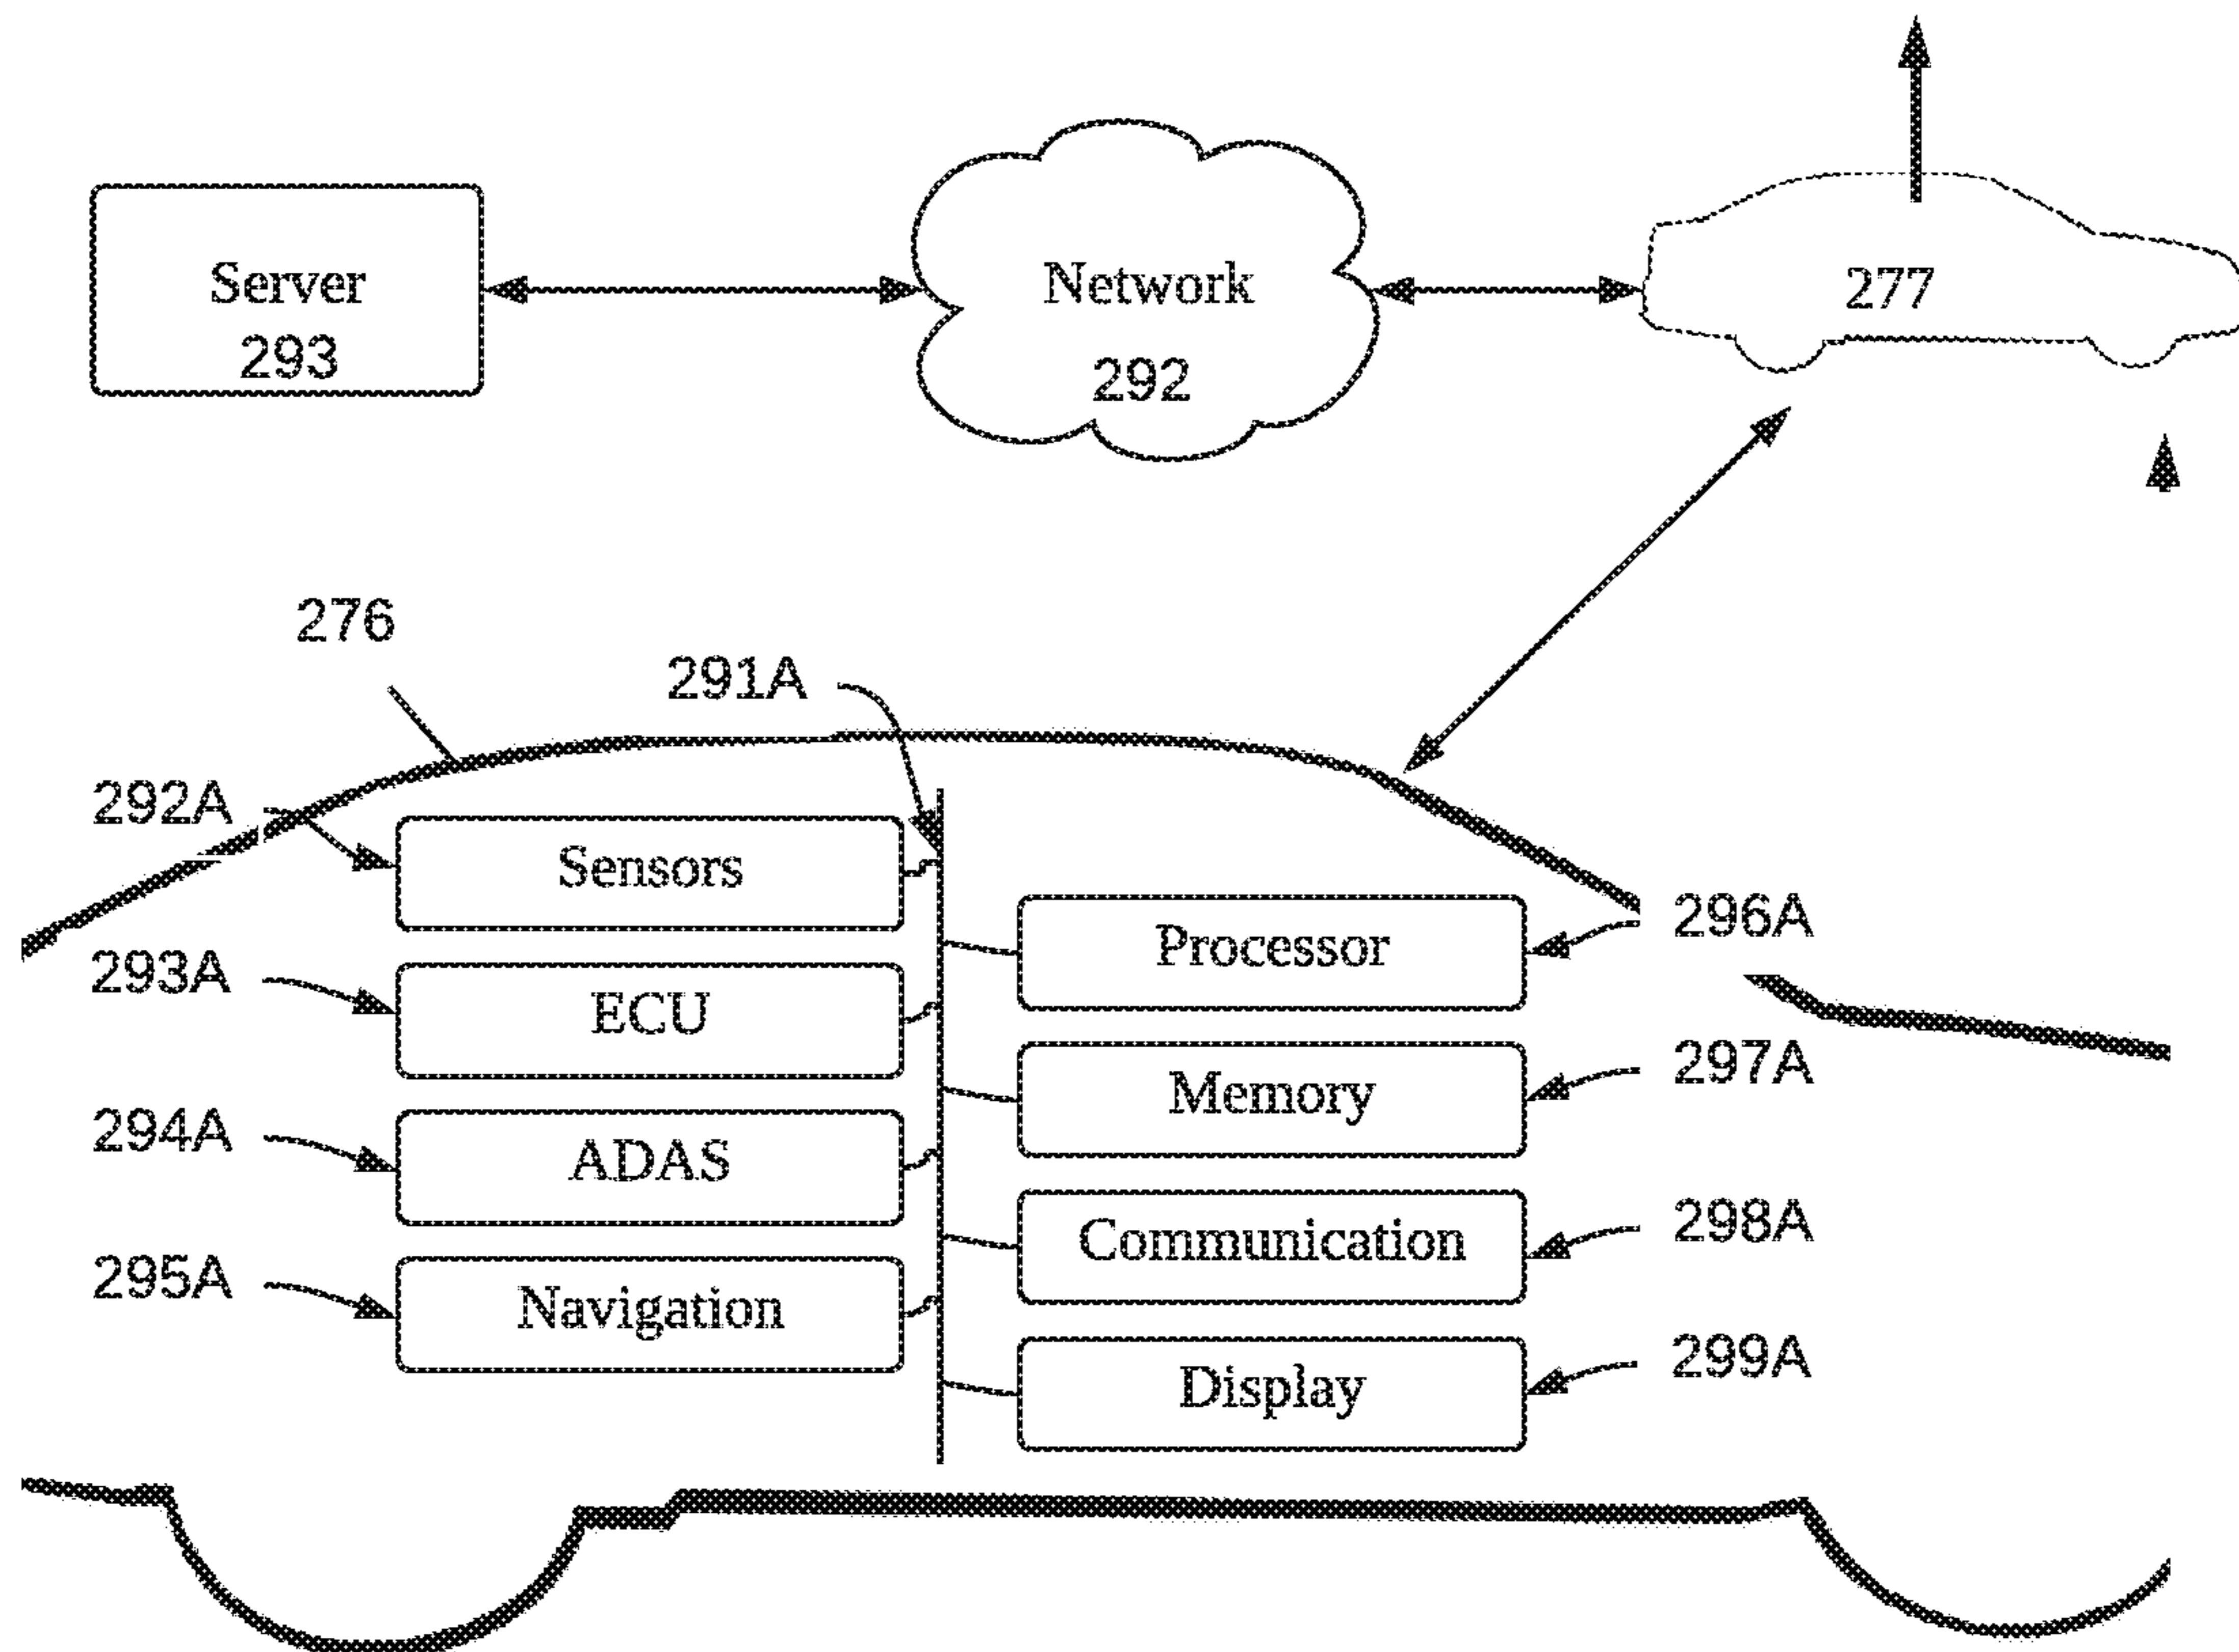 Server
293
Network
292
277
276
291A
292A
Sensors
Processor
296A
293A
ECU
Memory
297A
294A
ADAS
Communication
298A
295A
Navigation
Display
299A